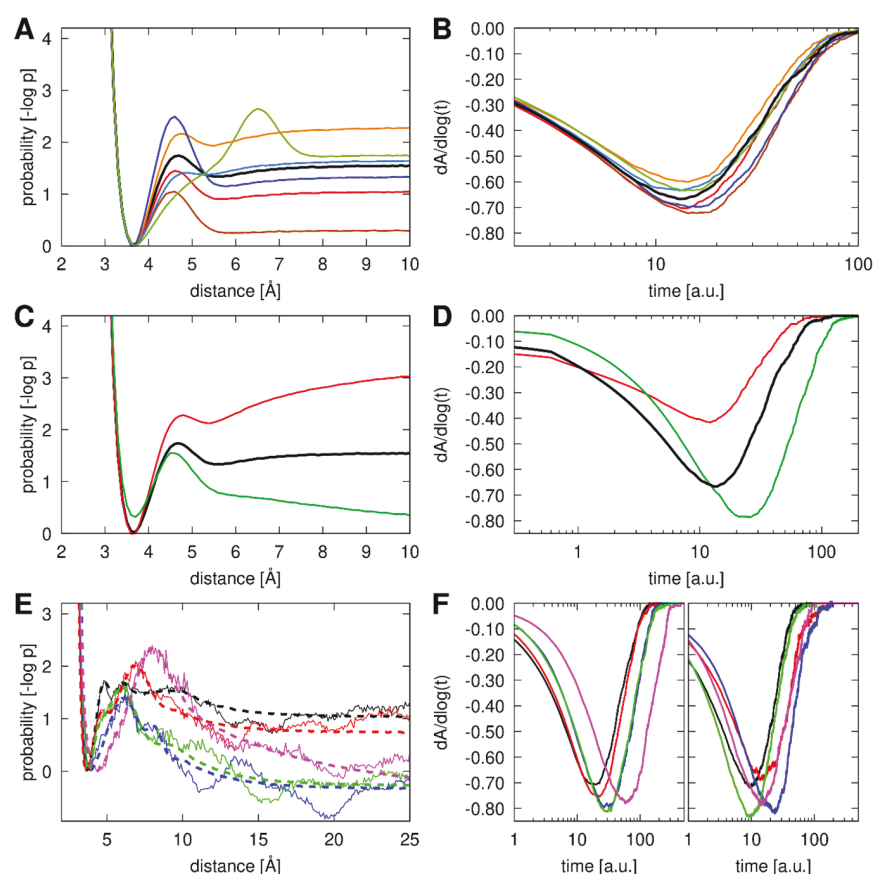 A
probability [-log p]
4
3
2
1
0
2 3 4 5 6 7 8 9 10
distance [Å]
B
dA/dlog(t)
0.00
-0.10
-0.20
-0.30
-0.40
-0.50
-0.60
-0.70
-0.80
10 100
time [a.u.]
C
probability [-log p]
4
3
2
1
0
2 3 4 5 6 7 8 9 10
distance [Å]
D
dA/dlog(t)
0.00
-0.10
-0.20
-0.30
-0.40
-0.50
-0.60
-0.70
-0.80
1 10 100
time [a.u.]
E
probability [-log p]
3
2
1
0
5 10 15 20 25
distance [Å]
F
dA/dlog(t)
0.00
-0.10
-0.20
-0.30
-0.40
-0.50
-0.60
-0.70
-0.80
1 10 100
time [a.u.]
1 10 100
time [a.u.]